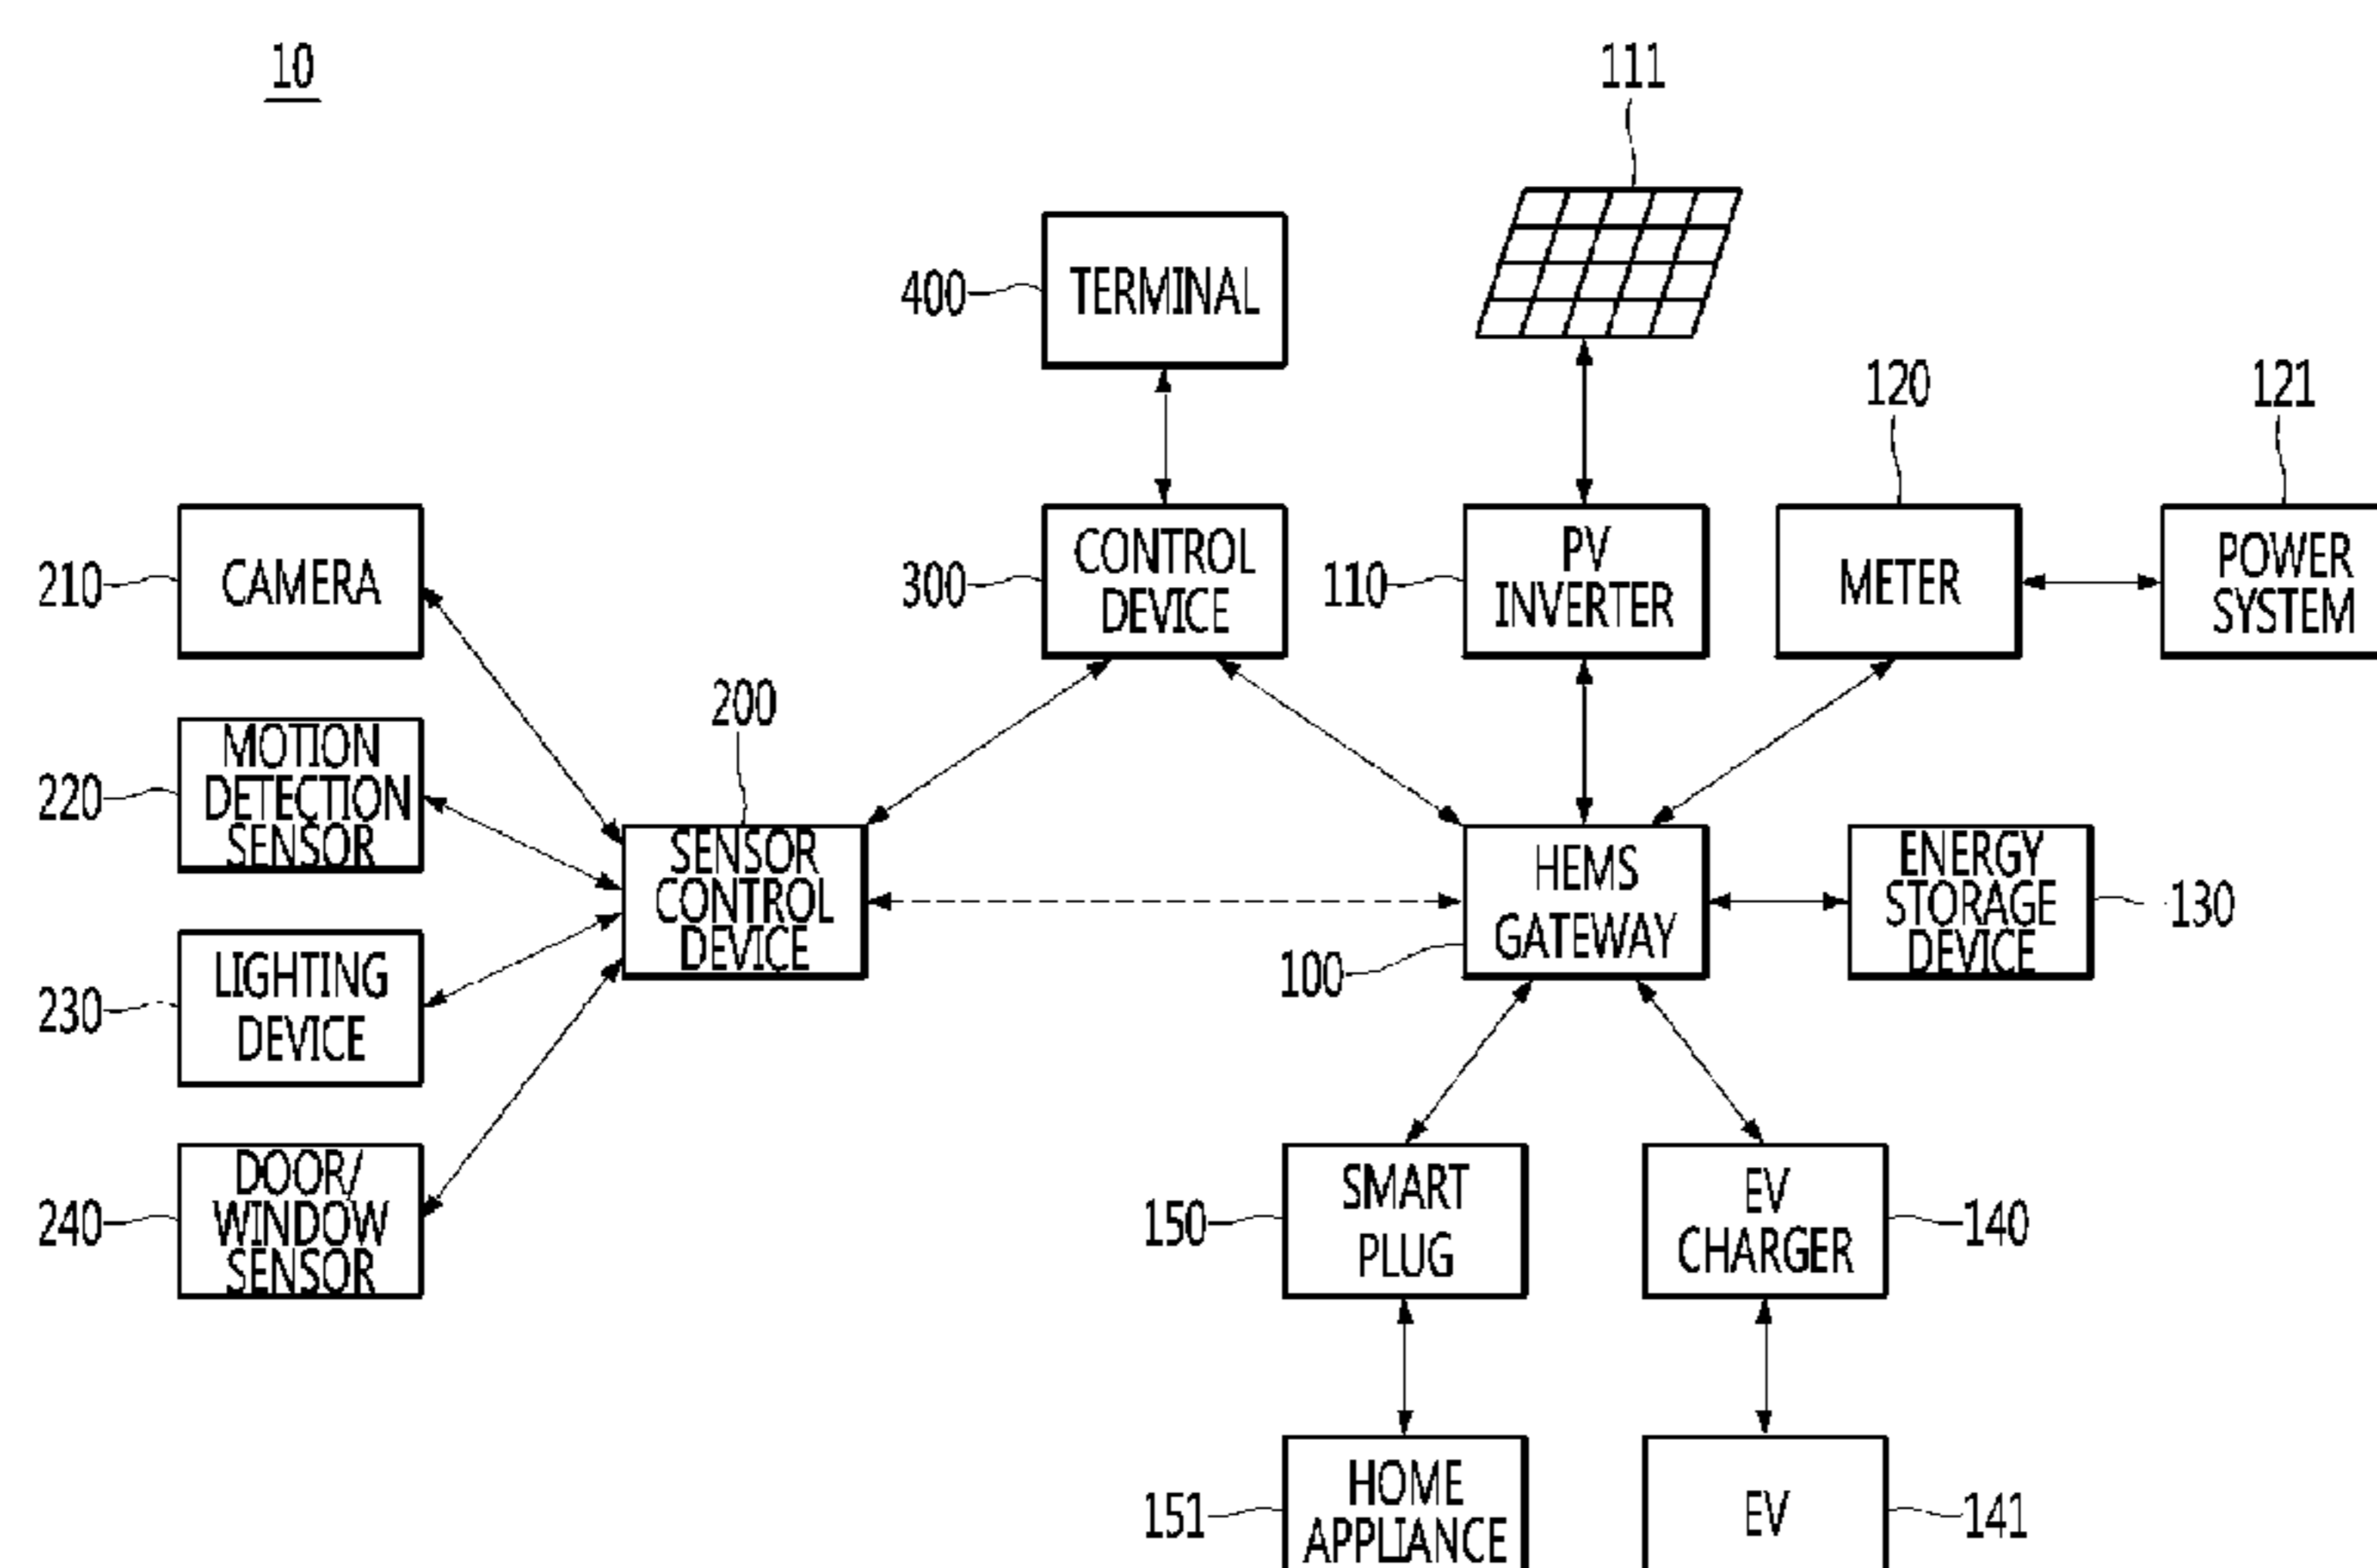 10
111
400
TERMINAL
120
121
210
CAMERA
300
CONTROL
DEVICE
110
PV
INVERTER
METER
POWER
SYSTEM
220
MOTION
DETECTION
SENSOR
200
SENSOR
CONTROL
DEVICE
HEMS
GATEWAY
100
ENERGY
STORAGE
DEVICE
130
230
LIGHTING
DEVICE
240
DOOR/
WINDOW
SENSOR
150
SMART
PLUG
EV
CHARGER
140
151
HOME
APPLIANCE
EV
141